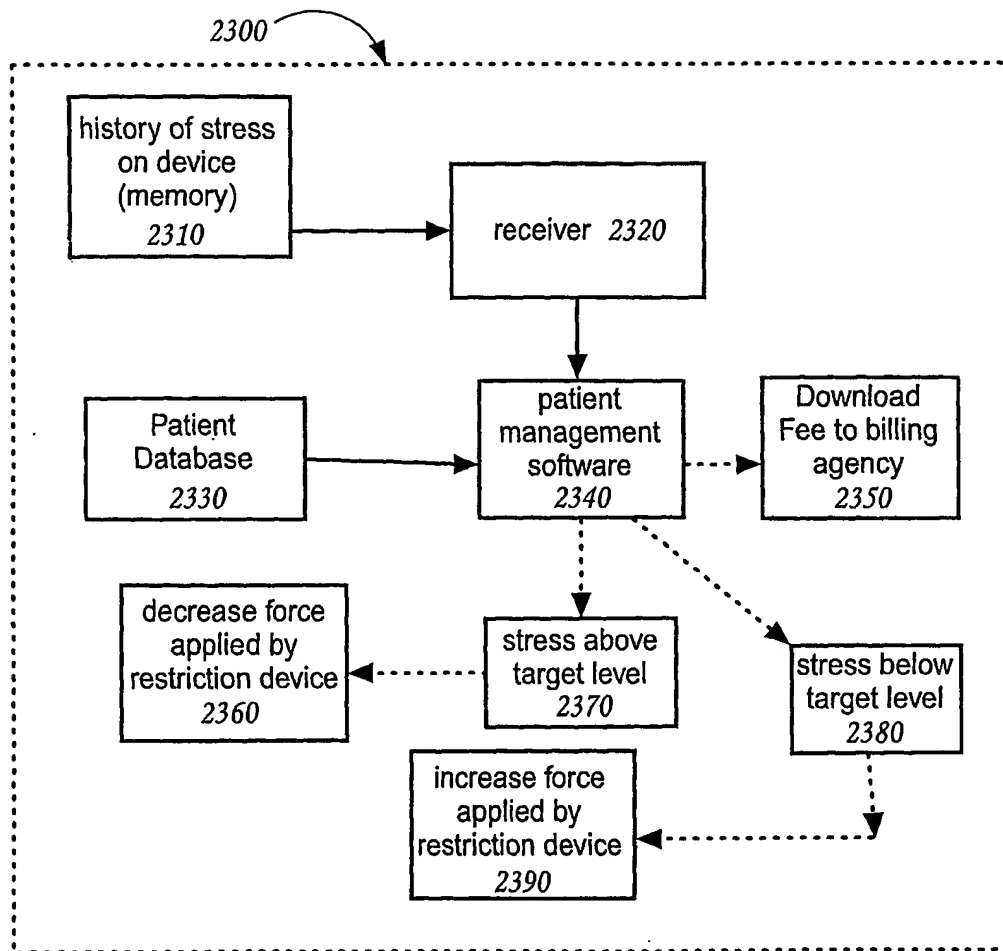 2300
history of stress
on device
(memory)
2310
receiver 2320
Patient
Database
2330
patient
management
software
2340
Download
Fee to billing
agency
2350
decrease force
applied by
restriction device
2360
stress above
target level
2370
stress below
target level
2380
increase force
applied by
restriction device
2390